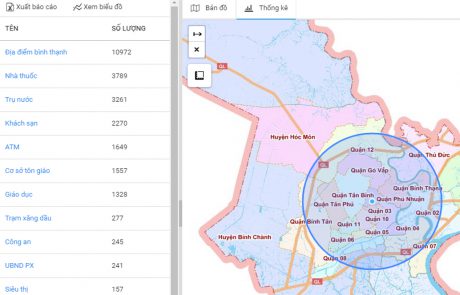 Xuất báo cáo Xem biểu đồ
TÊN SỐ LƯỢNG
Địa điểm bình thạnh 10972
Nhà thuốc 3789
Trụ nước 3261
Khách sạn 2270
ATM 1649
Cơ sở tôn giáo 1557
Giáo dục 1328
Trạm xăng dầu 277
Công an 245
UBND PX 241
Siêu thị 157
Bản đồ Thống kê
QL
Huyện Hóc Môn
Quận 12
Quận Thủ Đức
QL
Quận Gò Vấp
Quận Tân Bình
Quận Bình Thạnh
Quận Tân Phú
Quận Phú Nhuận
Quận 03
Quận 02
Quận Bình Tân
Quận 11
Quận 10
Quận 04
Quận 05
Quận 06
Quận 07
Huyện Bình Chánh
Quận 08
QL